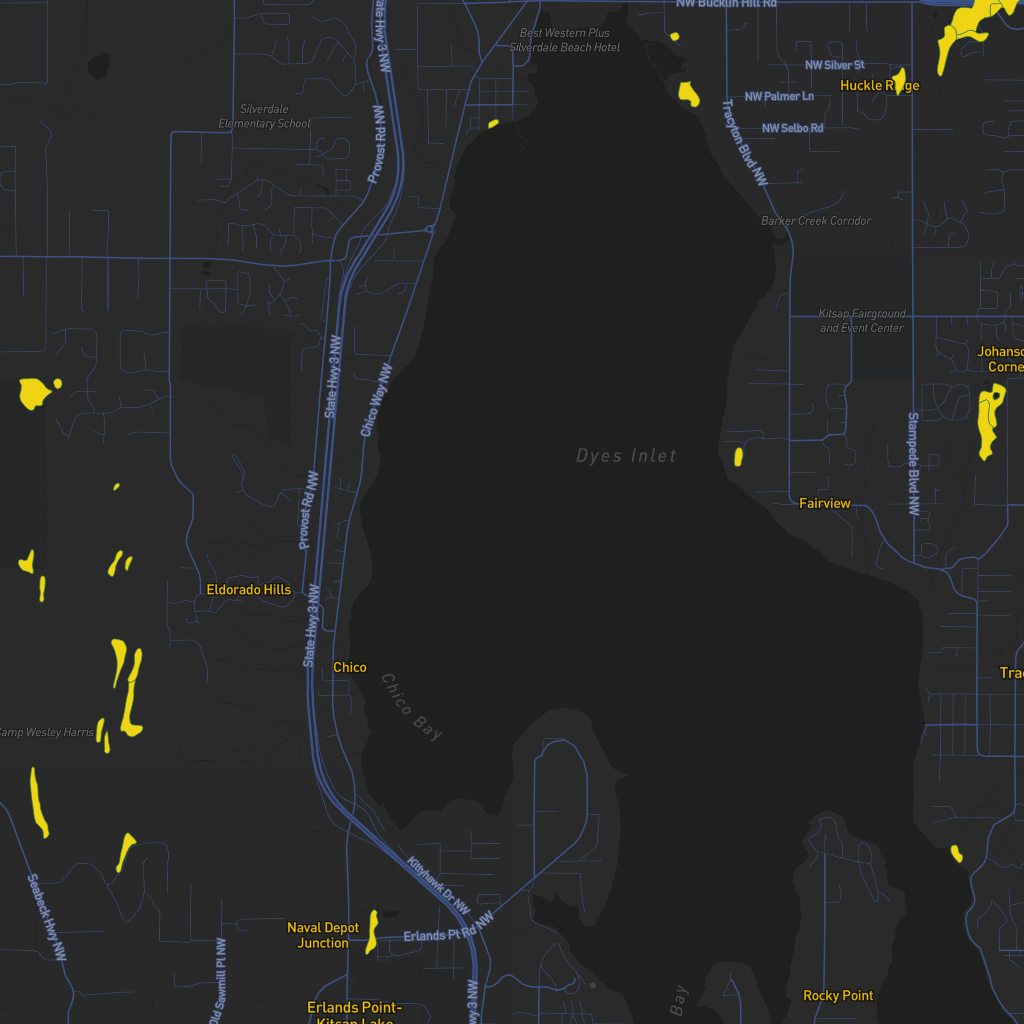 NW Bucklin Hill Rd
State Hwy 3 NW
Best Western Plus
Silverdale Beach Hotel
NW Silver St
Huckle Ridge
NW Palmer Ln
Silverdale
Elementary School
NW Selbo Rd
Provost Rd NW
Tracyton Blvd NW
Barker Creek Corridor
Kitsap Fairground
and Event Center
State Hwy 3 NW
Chico Way NW
Dyes Inlet
Stampede Blvd NW
Provost Rd NW
Fairview
Eldorado Hills
State Hwy 3 NW
Chico
Chico Bay
Camp Wesley Harris
Kittyhawk Dr NW
Seabeck Hwy NW
Naval Depot
Junction
Erlands Pt Rd NW
Old Sawmill Pl NW
Rocky Point
Bay
Erlands Point-
Kitsap Lake